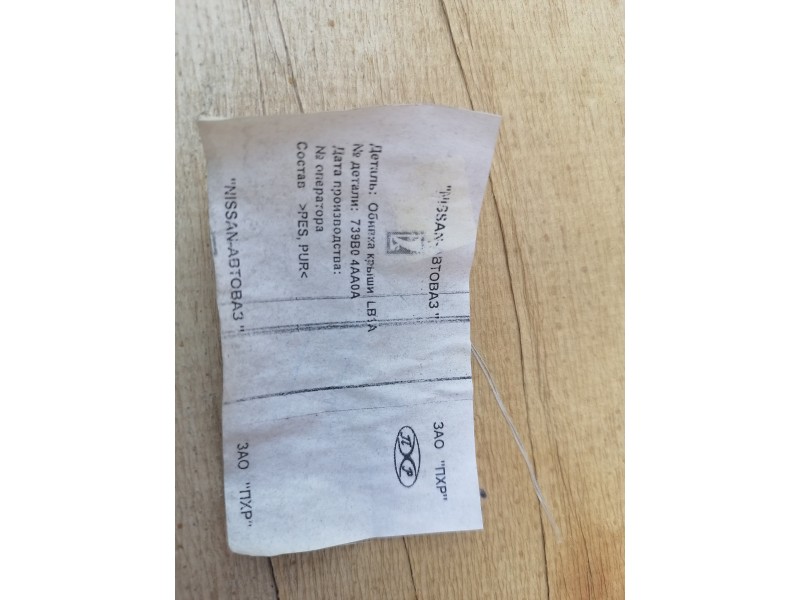 "NISSAN-АВТОВАЗ"
ЗАО "ПХР"
ПХР
Деталь: Обивка крыши LB1A
№ детали: 739B0 4AA0A
Дата производства:
№ оператора
Состав >PES, PUR<
"NISSAN-АВТОВАЗ"
ЗАО "ПХР"